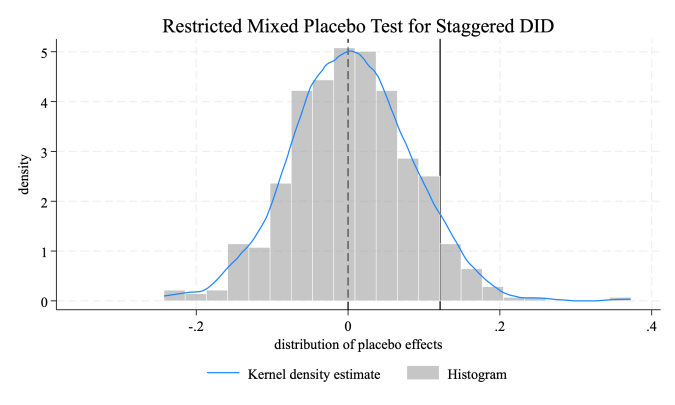 Restricted Mixed Placebo Test for Staggered DID
5
4
3
2
1
0
density
-.2
0
.2
.4
distribution of placebo effects
Kernel density estimate
Histogram